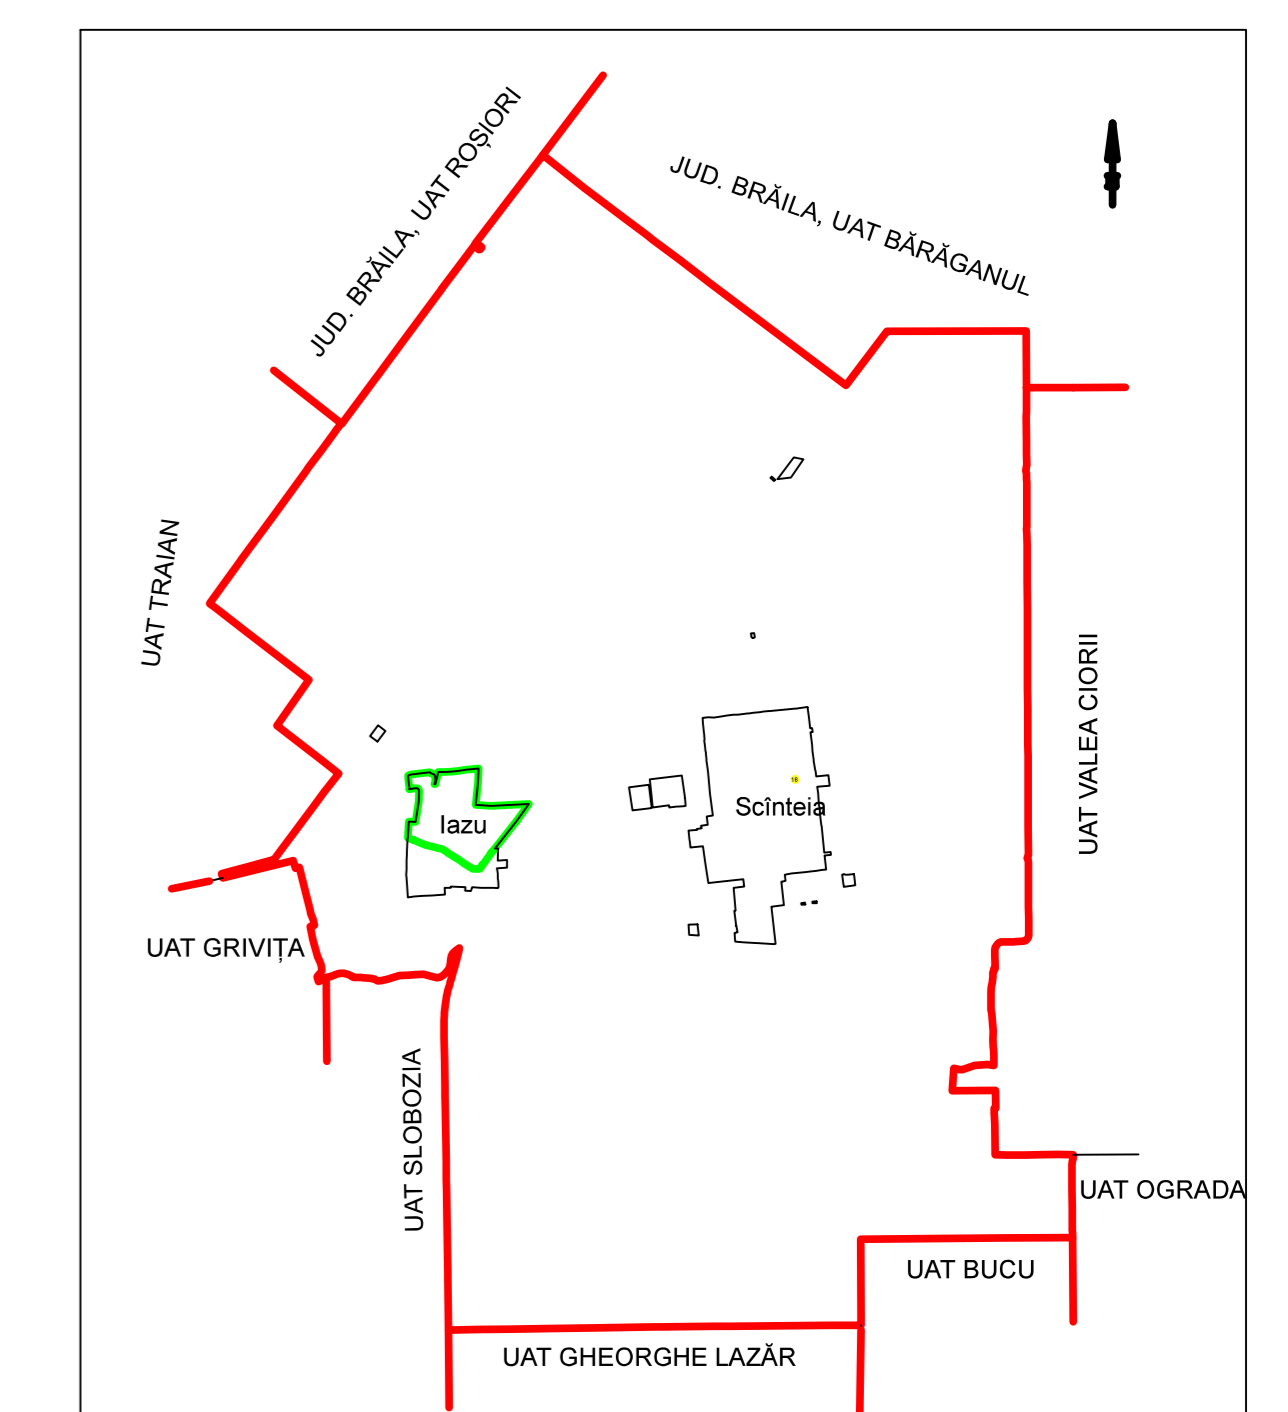 JUD. BRĂILA, UAT ROȘIORI
JUD. BRĂILA, UAT BĂRĂGANUL
UAT TRAIAN
UAT VALEA CIORII
16
Scînteia
Iazu
UAT GRIVIȚA
UAT SLOBOZIA
UAT OGRADA
UAT BUCU
UAT GHEORGHE LAZĂR